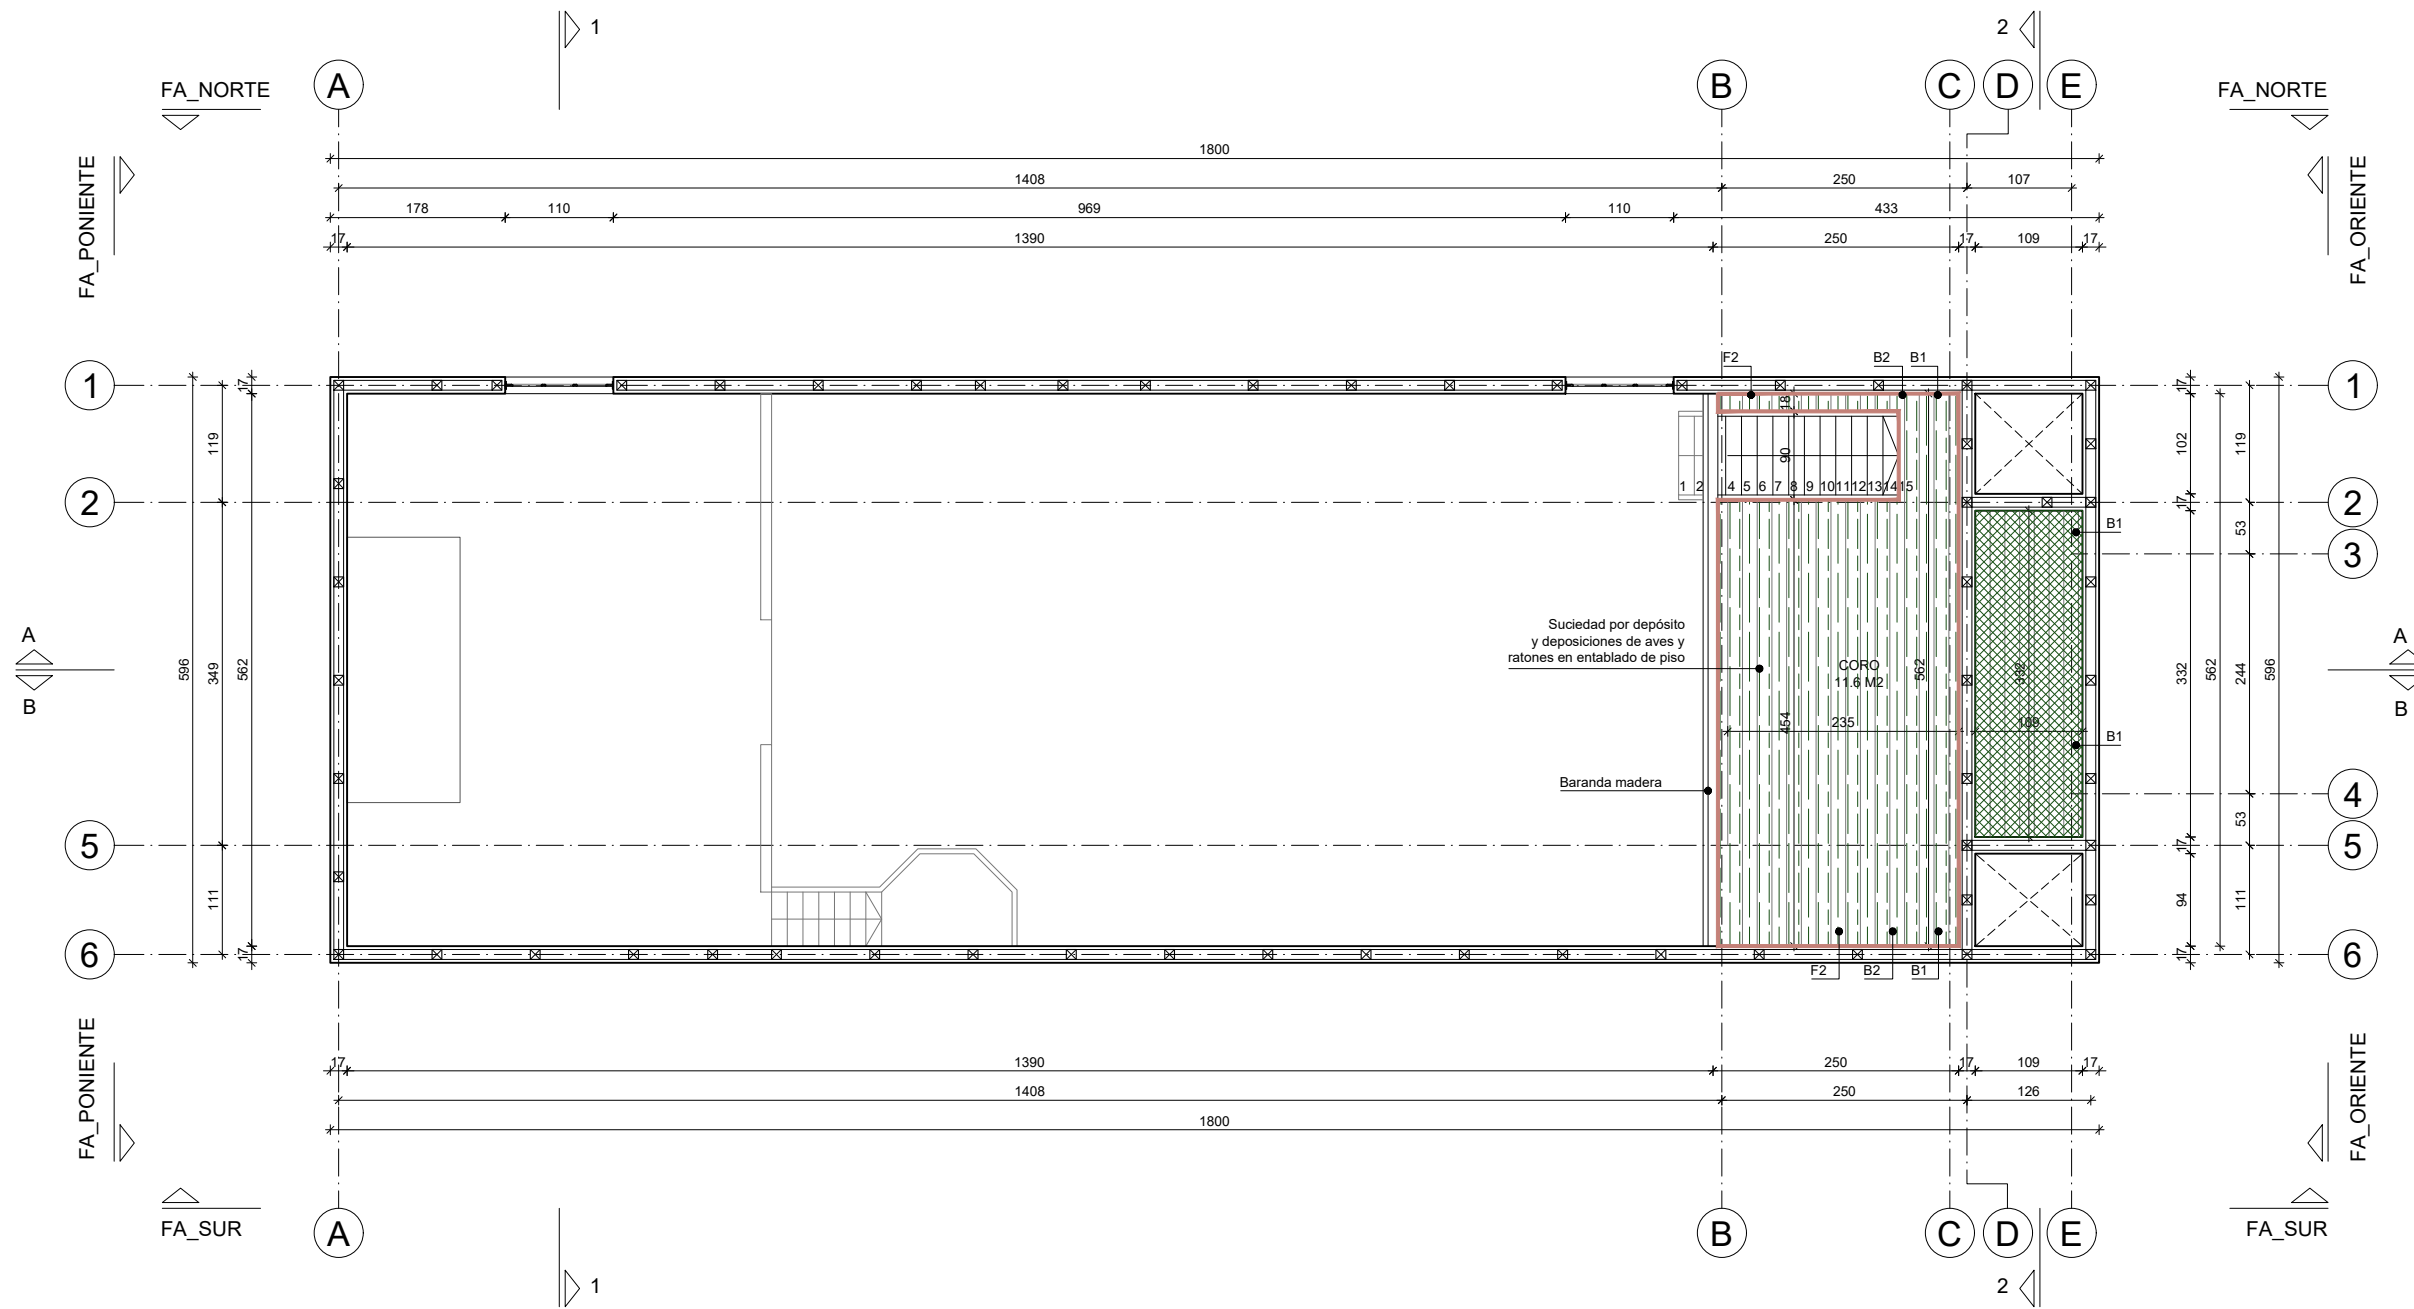 1
2
A
B
C
D
E
FA_NORTE
FA_NORTE
FA_PONIENTE
FA_ORIENTE
1800
1408
250
107
178
110
969
110
433
17
1390
250
17
109
17
F2
B2
B1
1
17
18
17
1
119
102
119
90
1 2 4 5 6 7 8 9 10 11 12 13 14 15
2
17
2
B1
53
3
Suciedad por depósito
y deposiciones de aves y
ratones en entablado de piso
CORO
11.6 M2
A
B
596
349
562
562
332
332
562
244
596
A
B
454
235
109
B1
Baranda madera
4
53
5
17
5
111
94
111
6
17
17
6
F2
B2
B1
17
1390
250
17
109
17
1408
250
126
1800
FA_PONIENTE
FA_ORIENTE
FA_SUR
FA_SUR
A
B
C
D
E
1
2